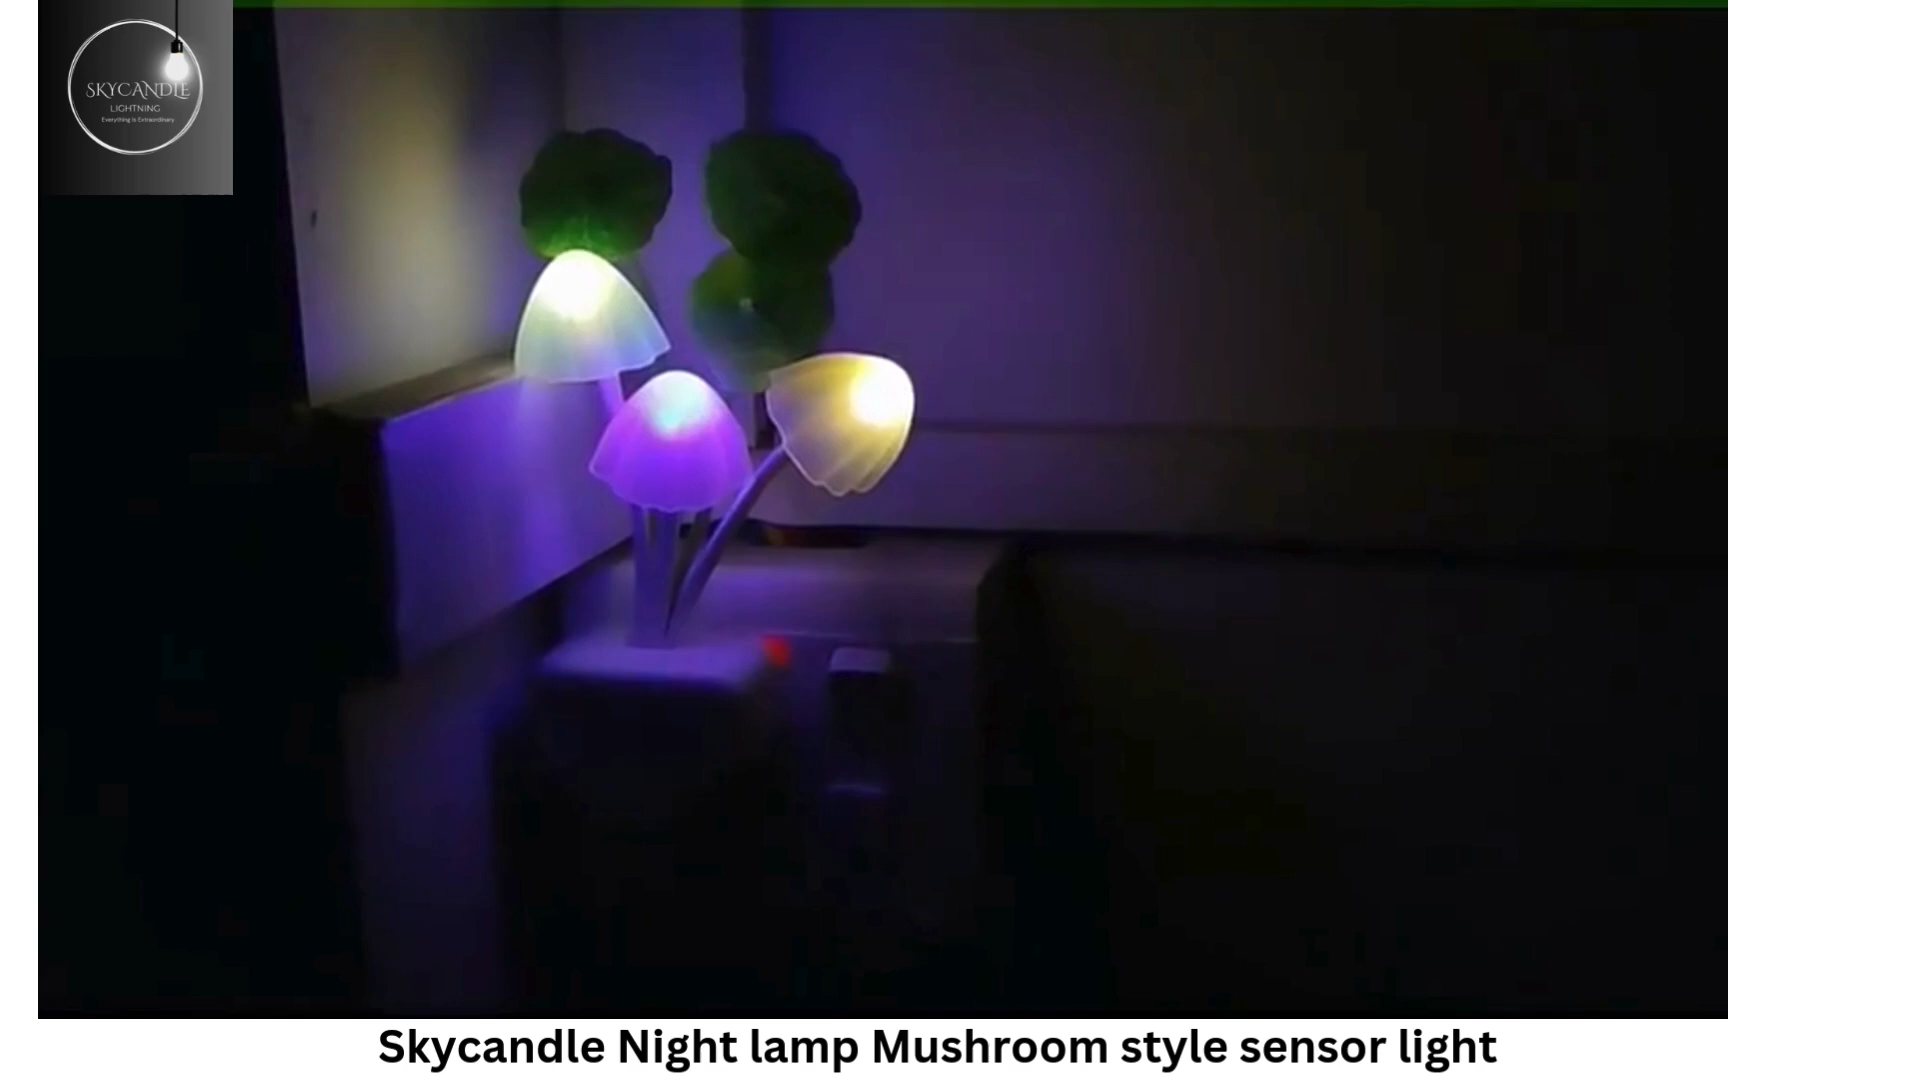 SKYCANDLE
LIGHTNING
Everything Is Extraordinary
Skycandle Night lamp Mushroom style sensor light